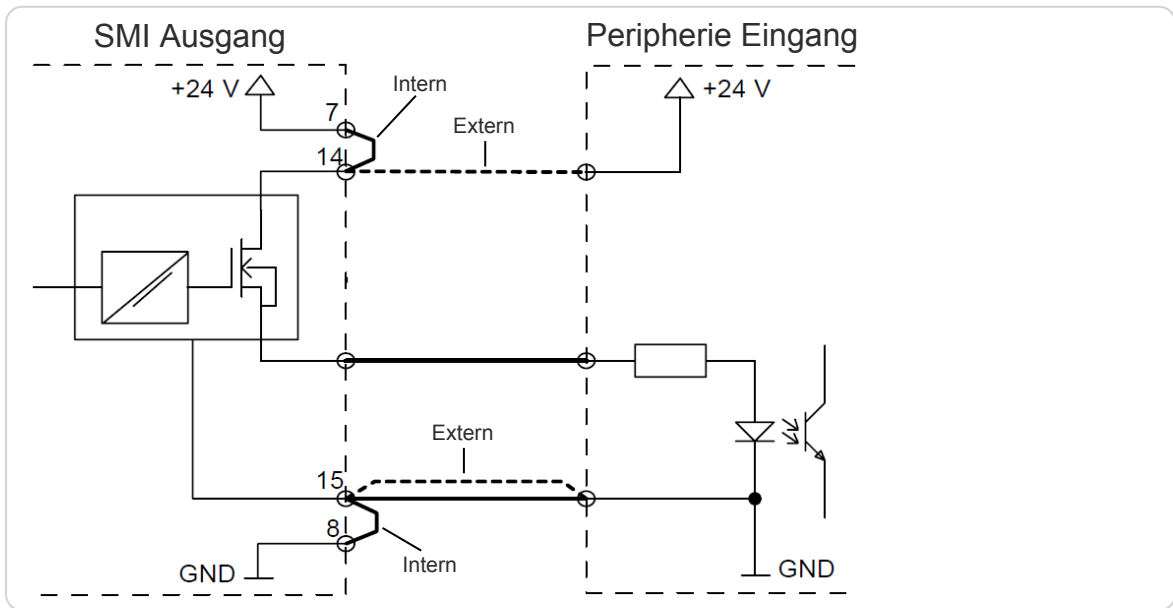 SMI Ausgang
Peripherie Eingang
+24 V
Intern
+24 V
7
Extern
14
Extern
15
8
Intern
GND
GND